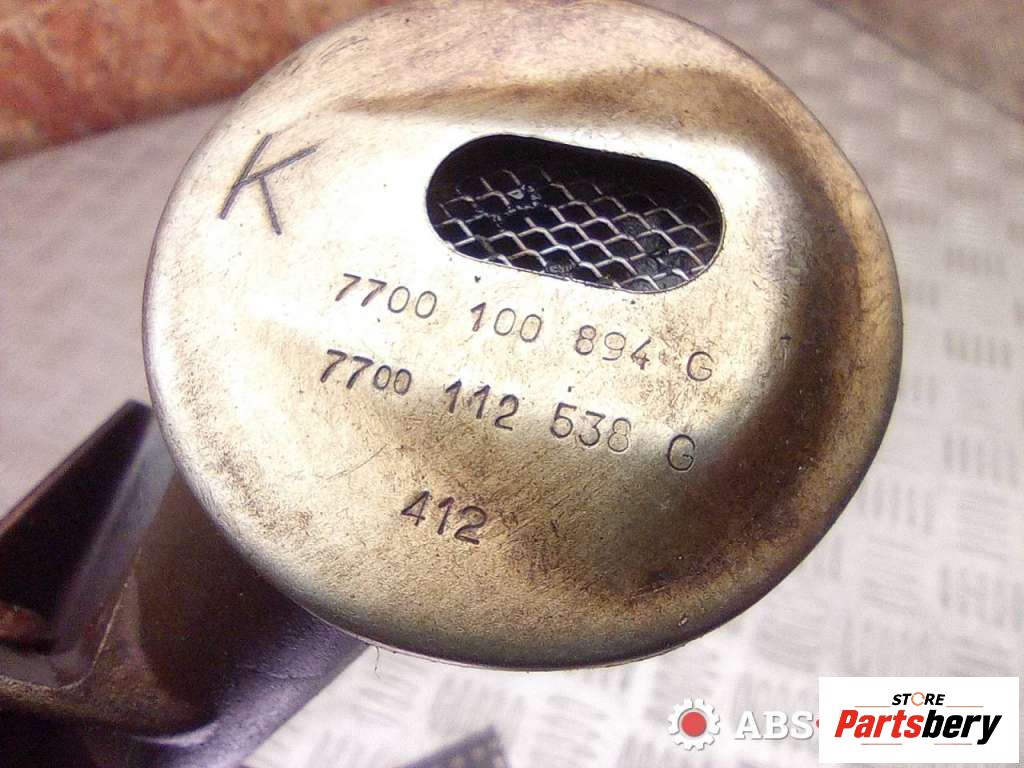 K
7700 100 894 G
7700 112 538 G
412
ABS
STORE
Partsbery